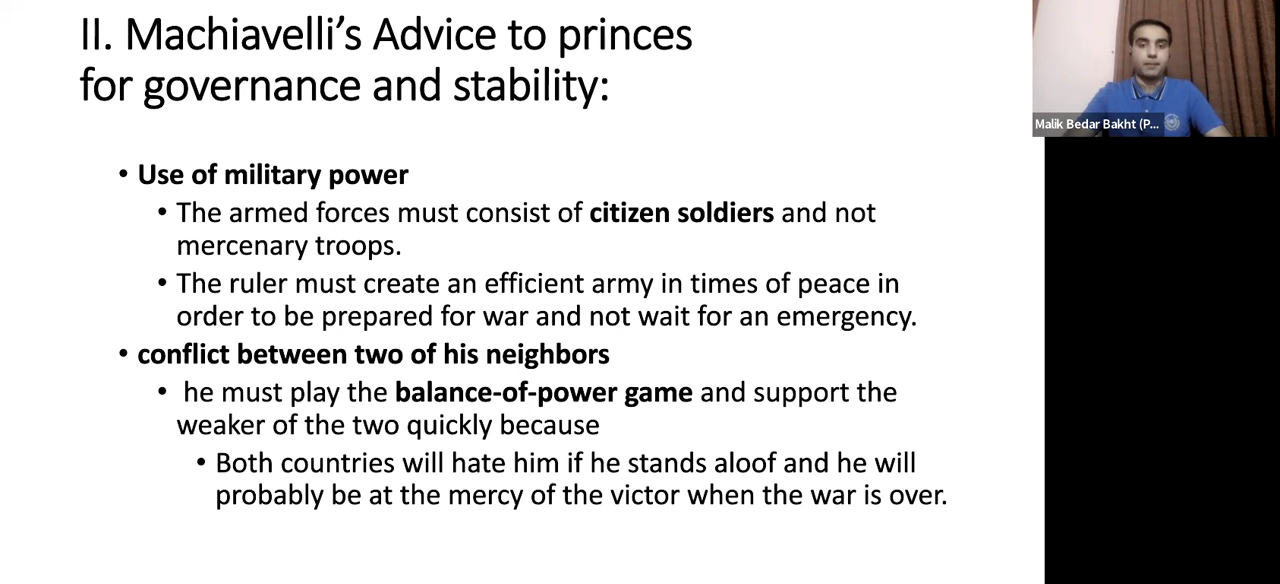 II. Machiavelli’s Advice to princes
for governance and stability:
• Use of military power
• The armed forces must consist of citizen soldiers and not
mercenary troops.
• The ruler must create an efficient army in times of peace in
order to be prepared for war and not wait for an emergency.
• conflict between two of his neighbors
• he must play the balance-of-power game and support the
weaker of the two quickly because
• Both countries will hate him if he stands aloof and he will
probably be at the mercy of the victor when the war is over.
Malik Bedar Bakht (P...